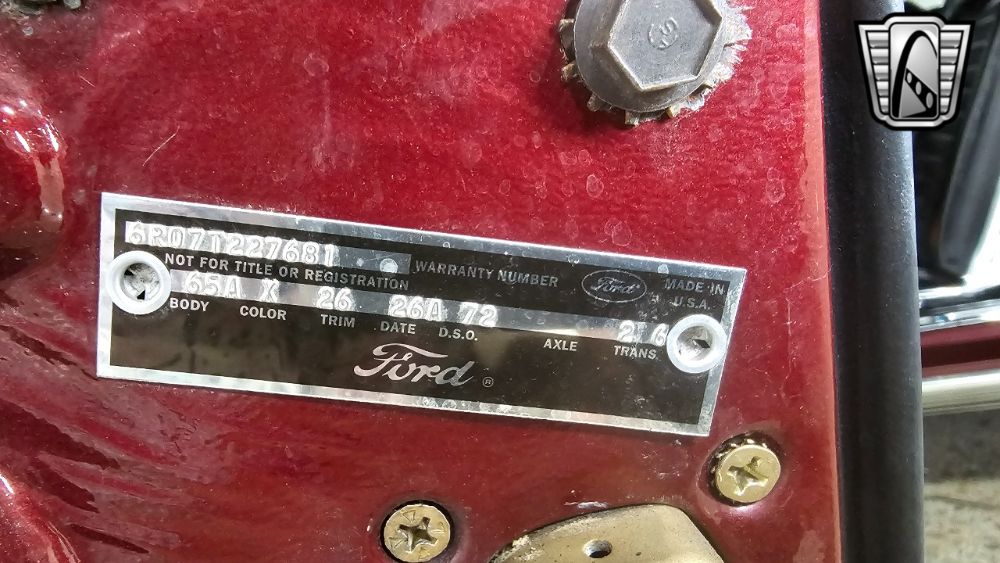 6R07T227681
WARRANTY NUMBER
Ford
MADE IN
U.S.A.
NOT FOR TITLE OR REGISTRATION
65A X 26 26A 72 2 6
BODY COLOR TRIM DATE D.S.O. AXLE TRANS.
Ford ®